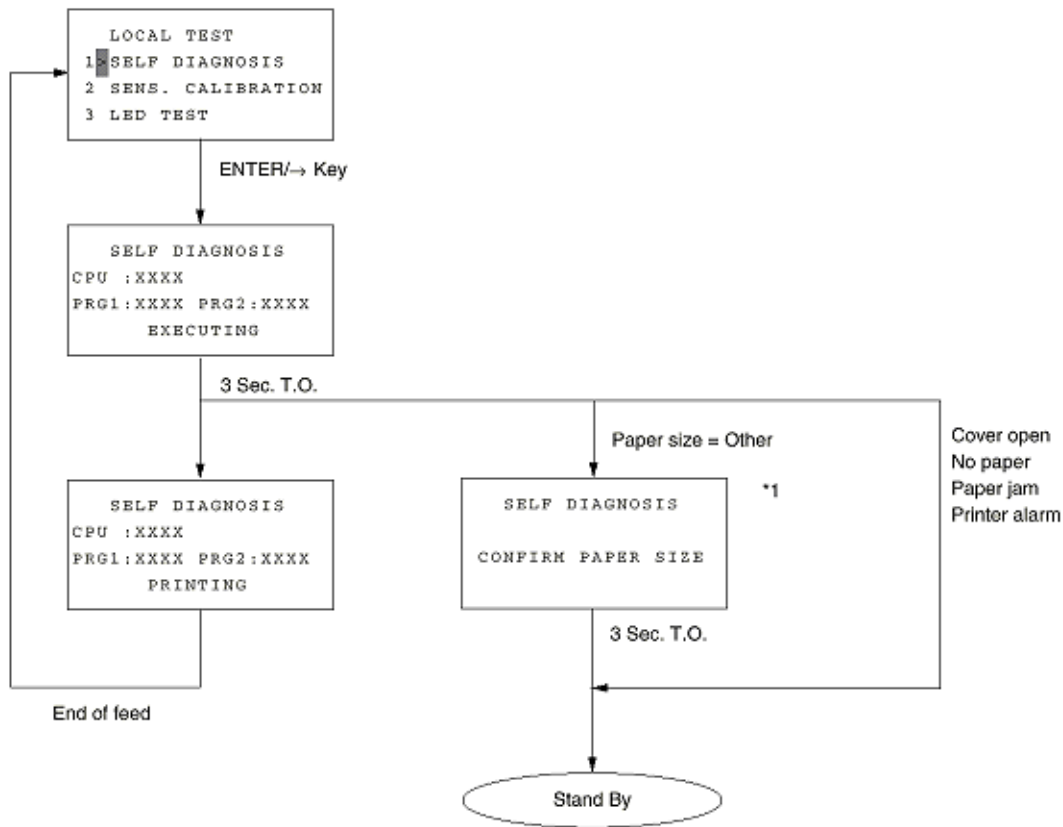 LOCAL TEST
1>SELF DIAGNOSIS
2 SENS. CALIBRATION
3 LED TEST
ENTER/→ Key
SELF DIAGNOSIS
CPU :XXXX
PRG1:XXXX PRG2:XXXX
EXECUTING
3 Sec. T.O.
Paper size = Other
Cover open
No paper
Paper jam
Printer alarm
SELF DIAGNOSIS
CPU :XXXX
PRG1:XXXX PRG2:XXXX
PRINTING
SELF DIAGNOSIS
CONFIRM PAPER SIZE
*1
3 Sec. T.O.
End of feed
Stand By